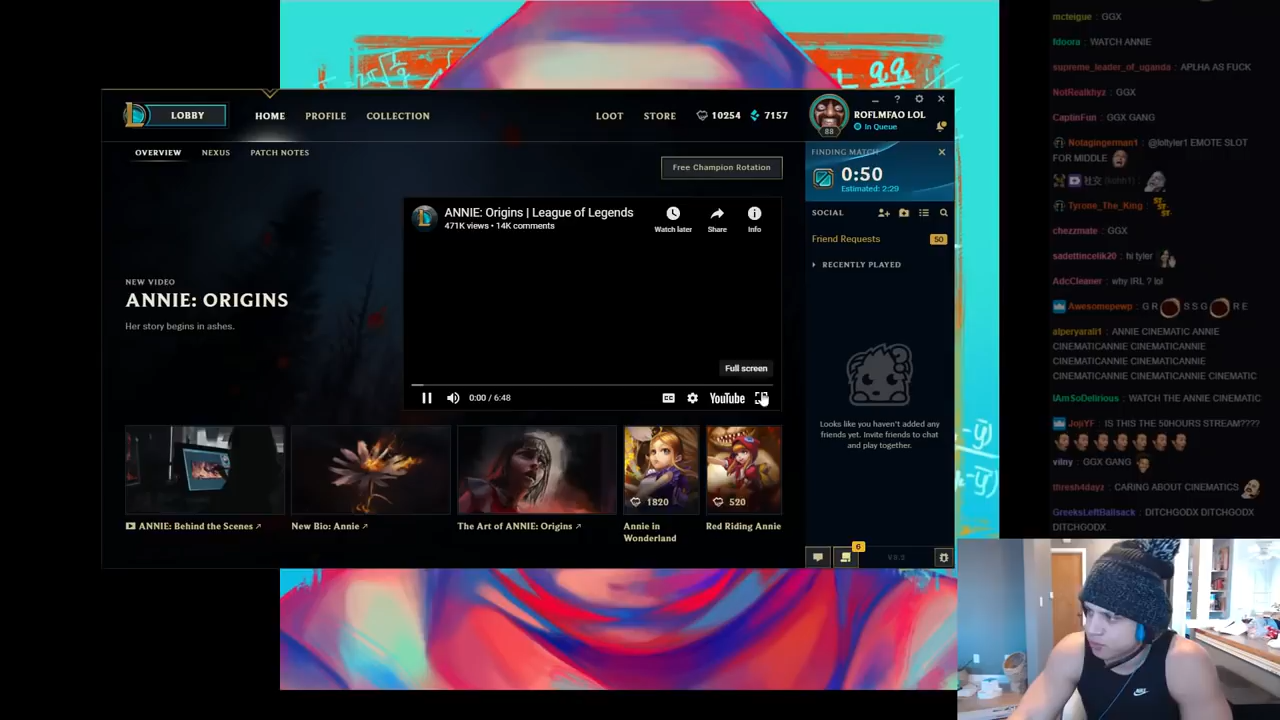 LOBBY
HOME
PROFILE
COLLECTION
LOOT
STORE
10254
7157
88
ROFLMFAO LOL
In Queue
OVERVIEW
NEXUS
PATCH NOTES
Free Champion Rotation
FINDING MATCH
0:50
Estimated: 2:29
SOCIAL
Friend Requests
50
RECENTLY PLAYED
ANNIE: Origins | League of Legends
471K views • 14K comments
Watch later
Share
Info
NEW VIDEO
ANNIE: ORIGINS
Her story begins in ashes.
Full screen
0:00 / 6:48
CC
YouTube
Looks like you haven't added any
friends yet. Invite friends to chat
and play together.
1820
520
ANNIE: Behind the Scenes
New Bio: Annie
The Art of ANNIE: Origins
Annie in
Wonderland
Red Riding Annie
6
V8.2
mcteigue : GGX
fdoora : WATCH ANNIE
supreme_leader_of_uganda : APLHA AS FUCK
NotRealkhyz : GGX
CaptinFun : GGX GANG
Notagingerman1 : @loltyler1 EMOTE SLOT
FOR MIDDLE
社交
Tyrone_The_King :
chezzmate : GGX
sadettincelik20 : hi tyler
AdcCleaner : why IRL ? lol
Awesomepewp : G R S S G R E
alperyarali1 : ANNIE CINEMATIC ANNIE
CINEMATICANNIE CINEMATICANNIE
CINEMATICANNIE CINEMATICANNIE
CINEMATICANNIE CINEMATICANNIE CINEMATIC
IAmSoDelirious : WATCH THE ANNIE CINEMATIC
JojiYF : IS THIS THE 50HOURS STREAM????
vilny : GGX GANG
thresh4dayz : CARING ABOUT CINEMATICS
GreeksLeftBallsack : DITCHGODX DITCHGODX
DITCHGODX